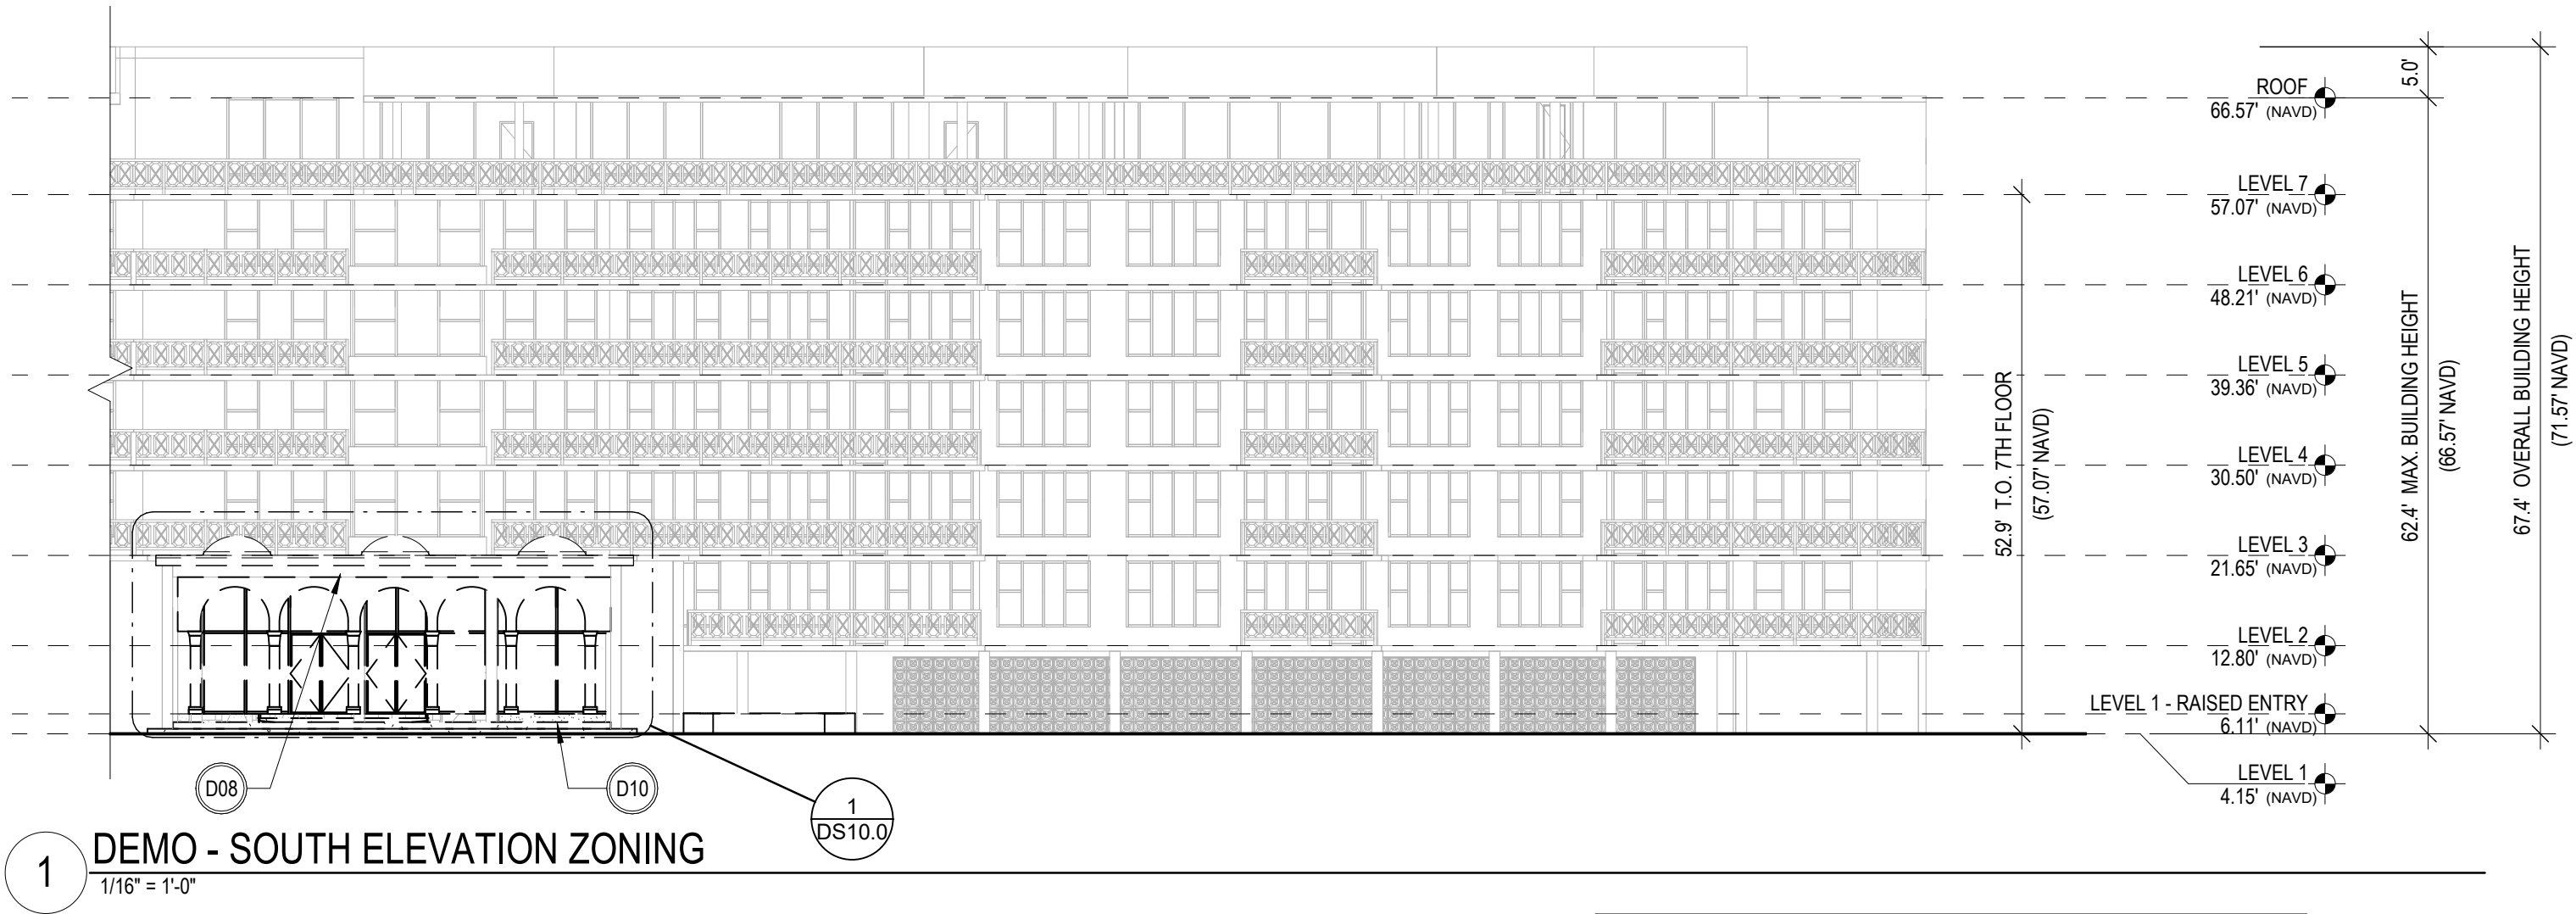 5.0'
ROOF
66.57' (NAVD)
LEVEL 7
57.07' (NAVD)
LEVEL 6
48.21' (NAVD)
LEVEL 5
39.36' (NAVD)
LEVEL 4
30.50' (NAVD)
LEVEL 3
21.65' (NAVD)
LEVEL 2
12.80' (NAVD)
LEVEL 1 - RAISED ENTRY
6.11' (NAVD)
LEVEL 1
4.15' (NAVD)
52.9' T.O. 7TH FLOOR
(57.07' NAVD)
62.4' MAX. BUILDING HEIGHT
(66.57' NAVD)
67.4' OVERALL BUILDING HEIGHT
(71.57' NAVD)
D08
D10
1
DS10.0
1
DEMO - SOUTH ELEVATION ZONING
1/16" = 1'-0"